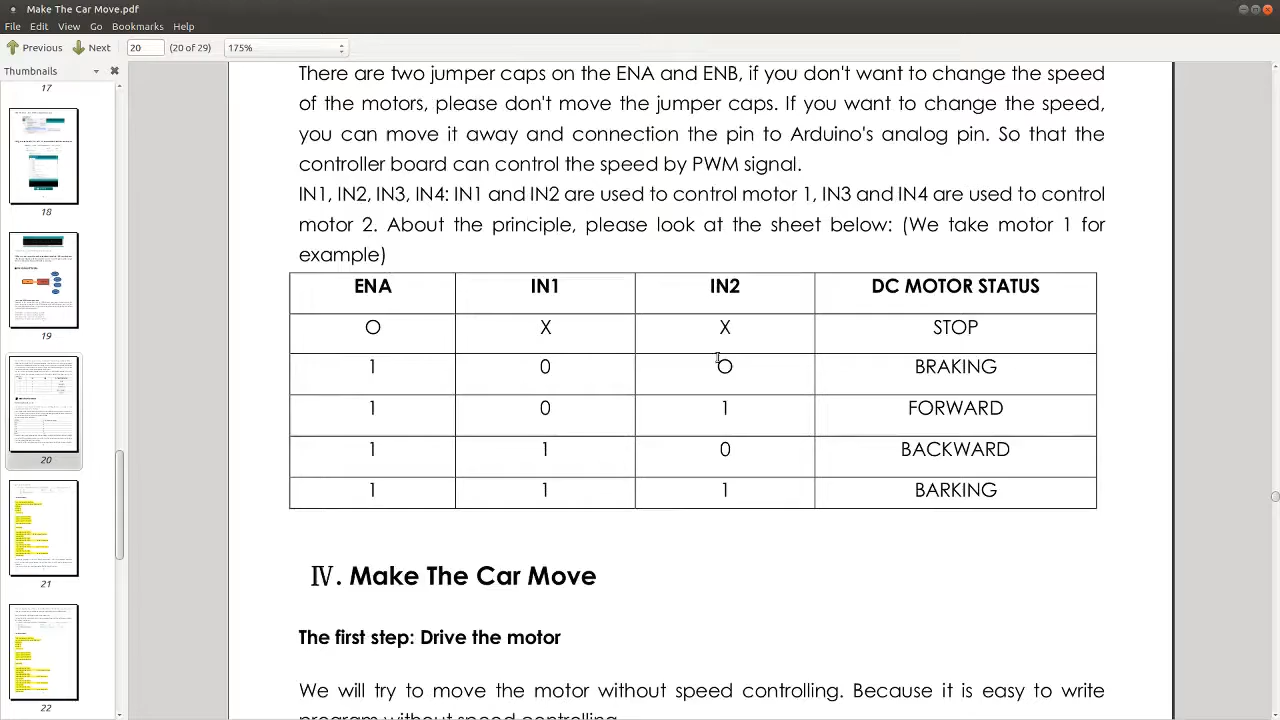 Make The Car Move.pdf
File Edit View Go Bookmarks Help
Previous Next 20 (20 of 29) 175%
Thumbnails
17
18
19
20
21
22
There are two jumper caps on the ENA and ENB, if you don't want to change the speed
of the motors, please don't move the jumper caps. If you want to change the speed,
you can move it away and connection the pin to Arduino's analog pin. So that the
controller board can control the speed by PWM signal.
IN1, IN2, IN3, IN4: IN1 and IN2 are used to control motor 1, IN3 and IN4 are used to control
motor 2. About the principle, please look at the sheet below: (We take motor 1 for
example)
ENA IN1 IN2 DC MOTOR STATUS
O X X STOP
1 0 O BRAKING
1 0 1 FORWARD
1 1 0 BACKWARD
1 1 1 BARKING
Ⅳ. Make The Car Move
The first step: Drive the motor
We will try to move the motor without speed controlling. Because it is easy to write
program without speed controlling.